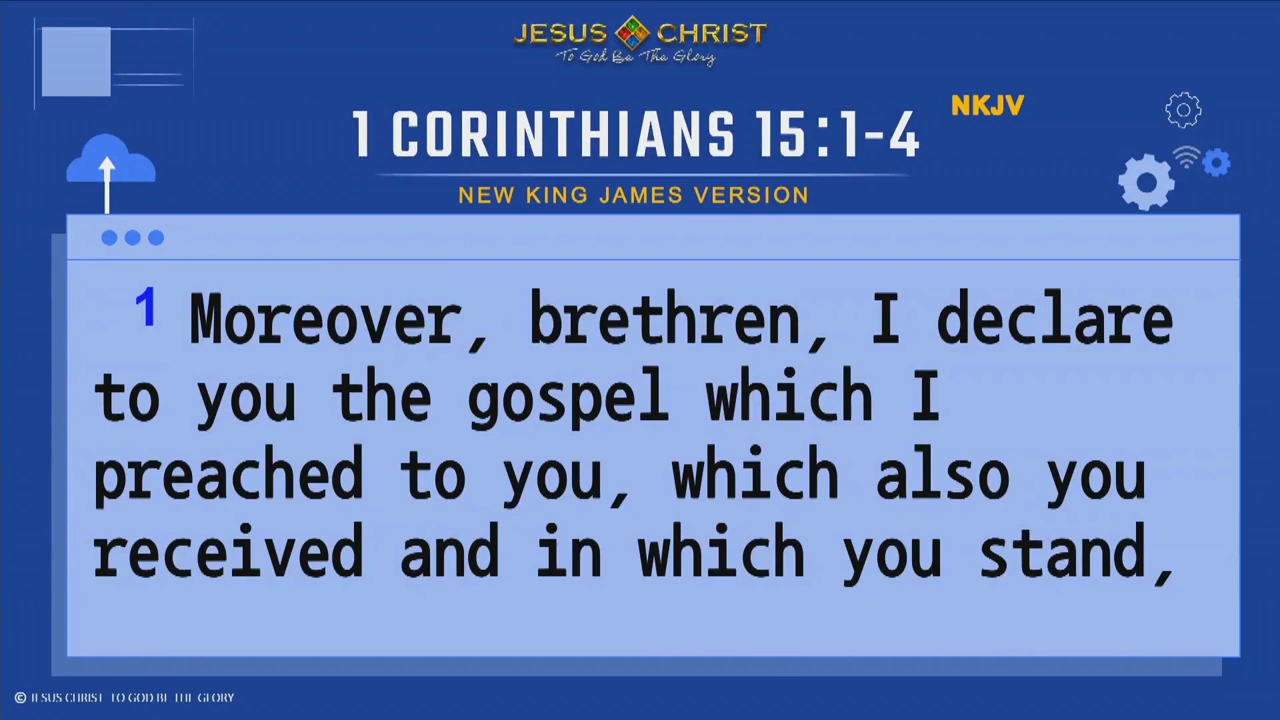 JESUS CHRIST
To God Be The Glory
1 CORINTHIANS 15:1-4
NKJV
NEW KING JAMES VERSION
1 Moreover, brethren, I declare
to you the gospel which I
preached to you, which also you
received and in which you stand,
© JESUS CHRIST TO GOD BE THE GLORY